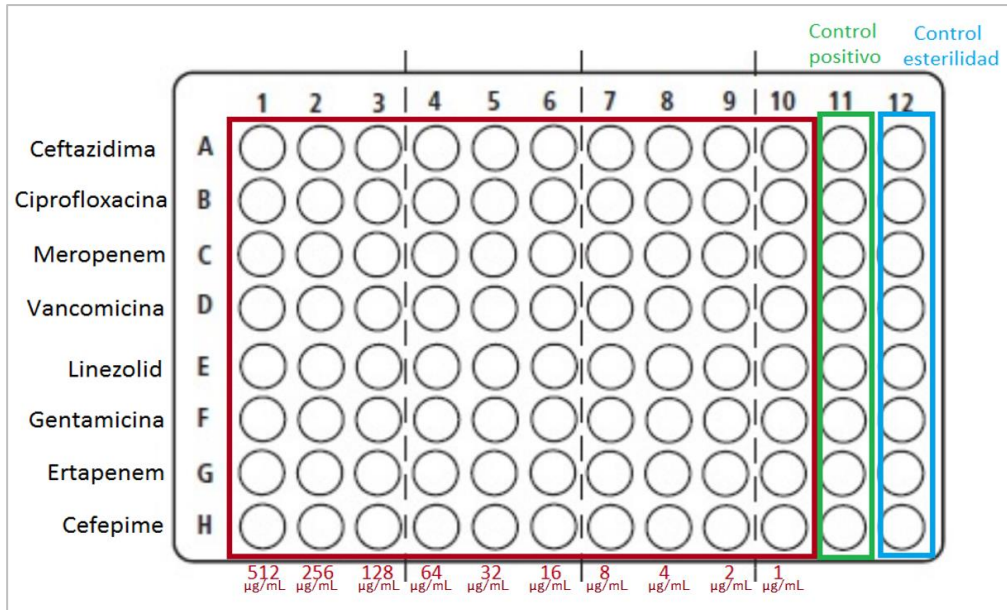 Control
positivo
Control
esterilidad
1 2 3 4 5 6 7 8 9 10 11 12
Ceftazidima A
Ciprofloxacina B
Meropenem C
Vancomicina D
Linezolid E
Gentamicina F
Ertapenem G
Cefepime H
512 256 128 64 32 16 8 4 2 1
µg/mL µg/mL µg/mL µg/mL µg/mL µg/mL µg/mL µg/mL µg/mL µg/mL